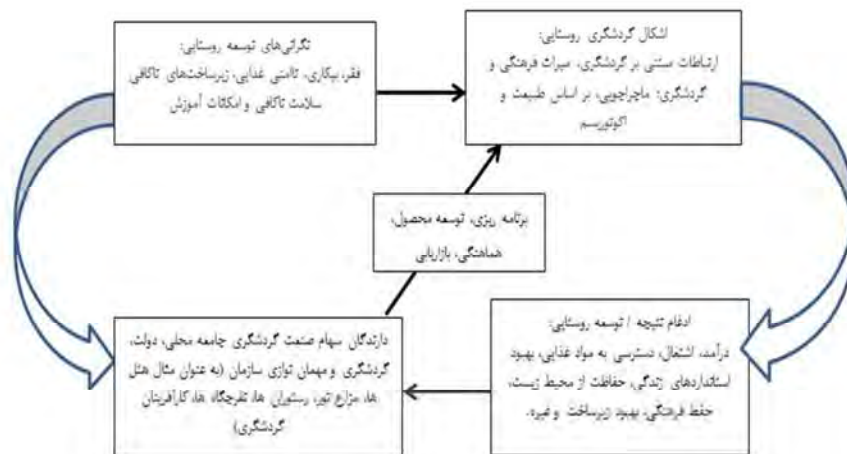 اشکال گردشگری روستایی:
ارتباطات مبتنی بر گردشگری، میراث فرهنگی و
گردشگری؛ ماجراجویی، بر اساس طبیعت و
اکوتوریسم
نگرانی‌های توسعه روستایی:
فقر، بیکاری، ناامنی غذایی، زیرساخت‌های ناکافی
سلامت ناکافی و امکانات آموزش
برنامه ریزی، توسعه محصول،
هماهنگی، بازاریابی
ادغام نتیجه / توسعه روستایی:
درآمد، اشتغال، دسترسی به مواد غذایی، بهبود
استانداردهای زندگی، حفاظت از محیط زیست،
حفظ فرهنگی، بهبود زیرساخت و غیره.
دارندگان سهام صنعت گردشگری جامعه محلی، دولت،
گردشگری و مهمان نوازی سازمان (به عنوان مثال هتل
ها، مزارع تور، رستوران ها، تفرجگاه ها، کارآفرینان
گردشگری)